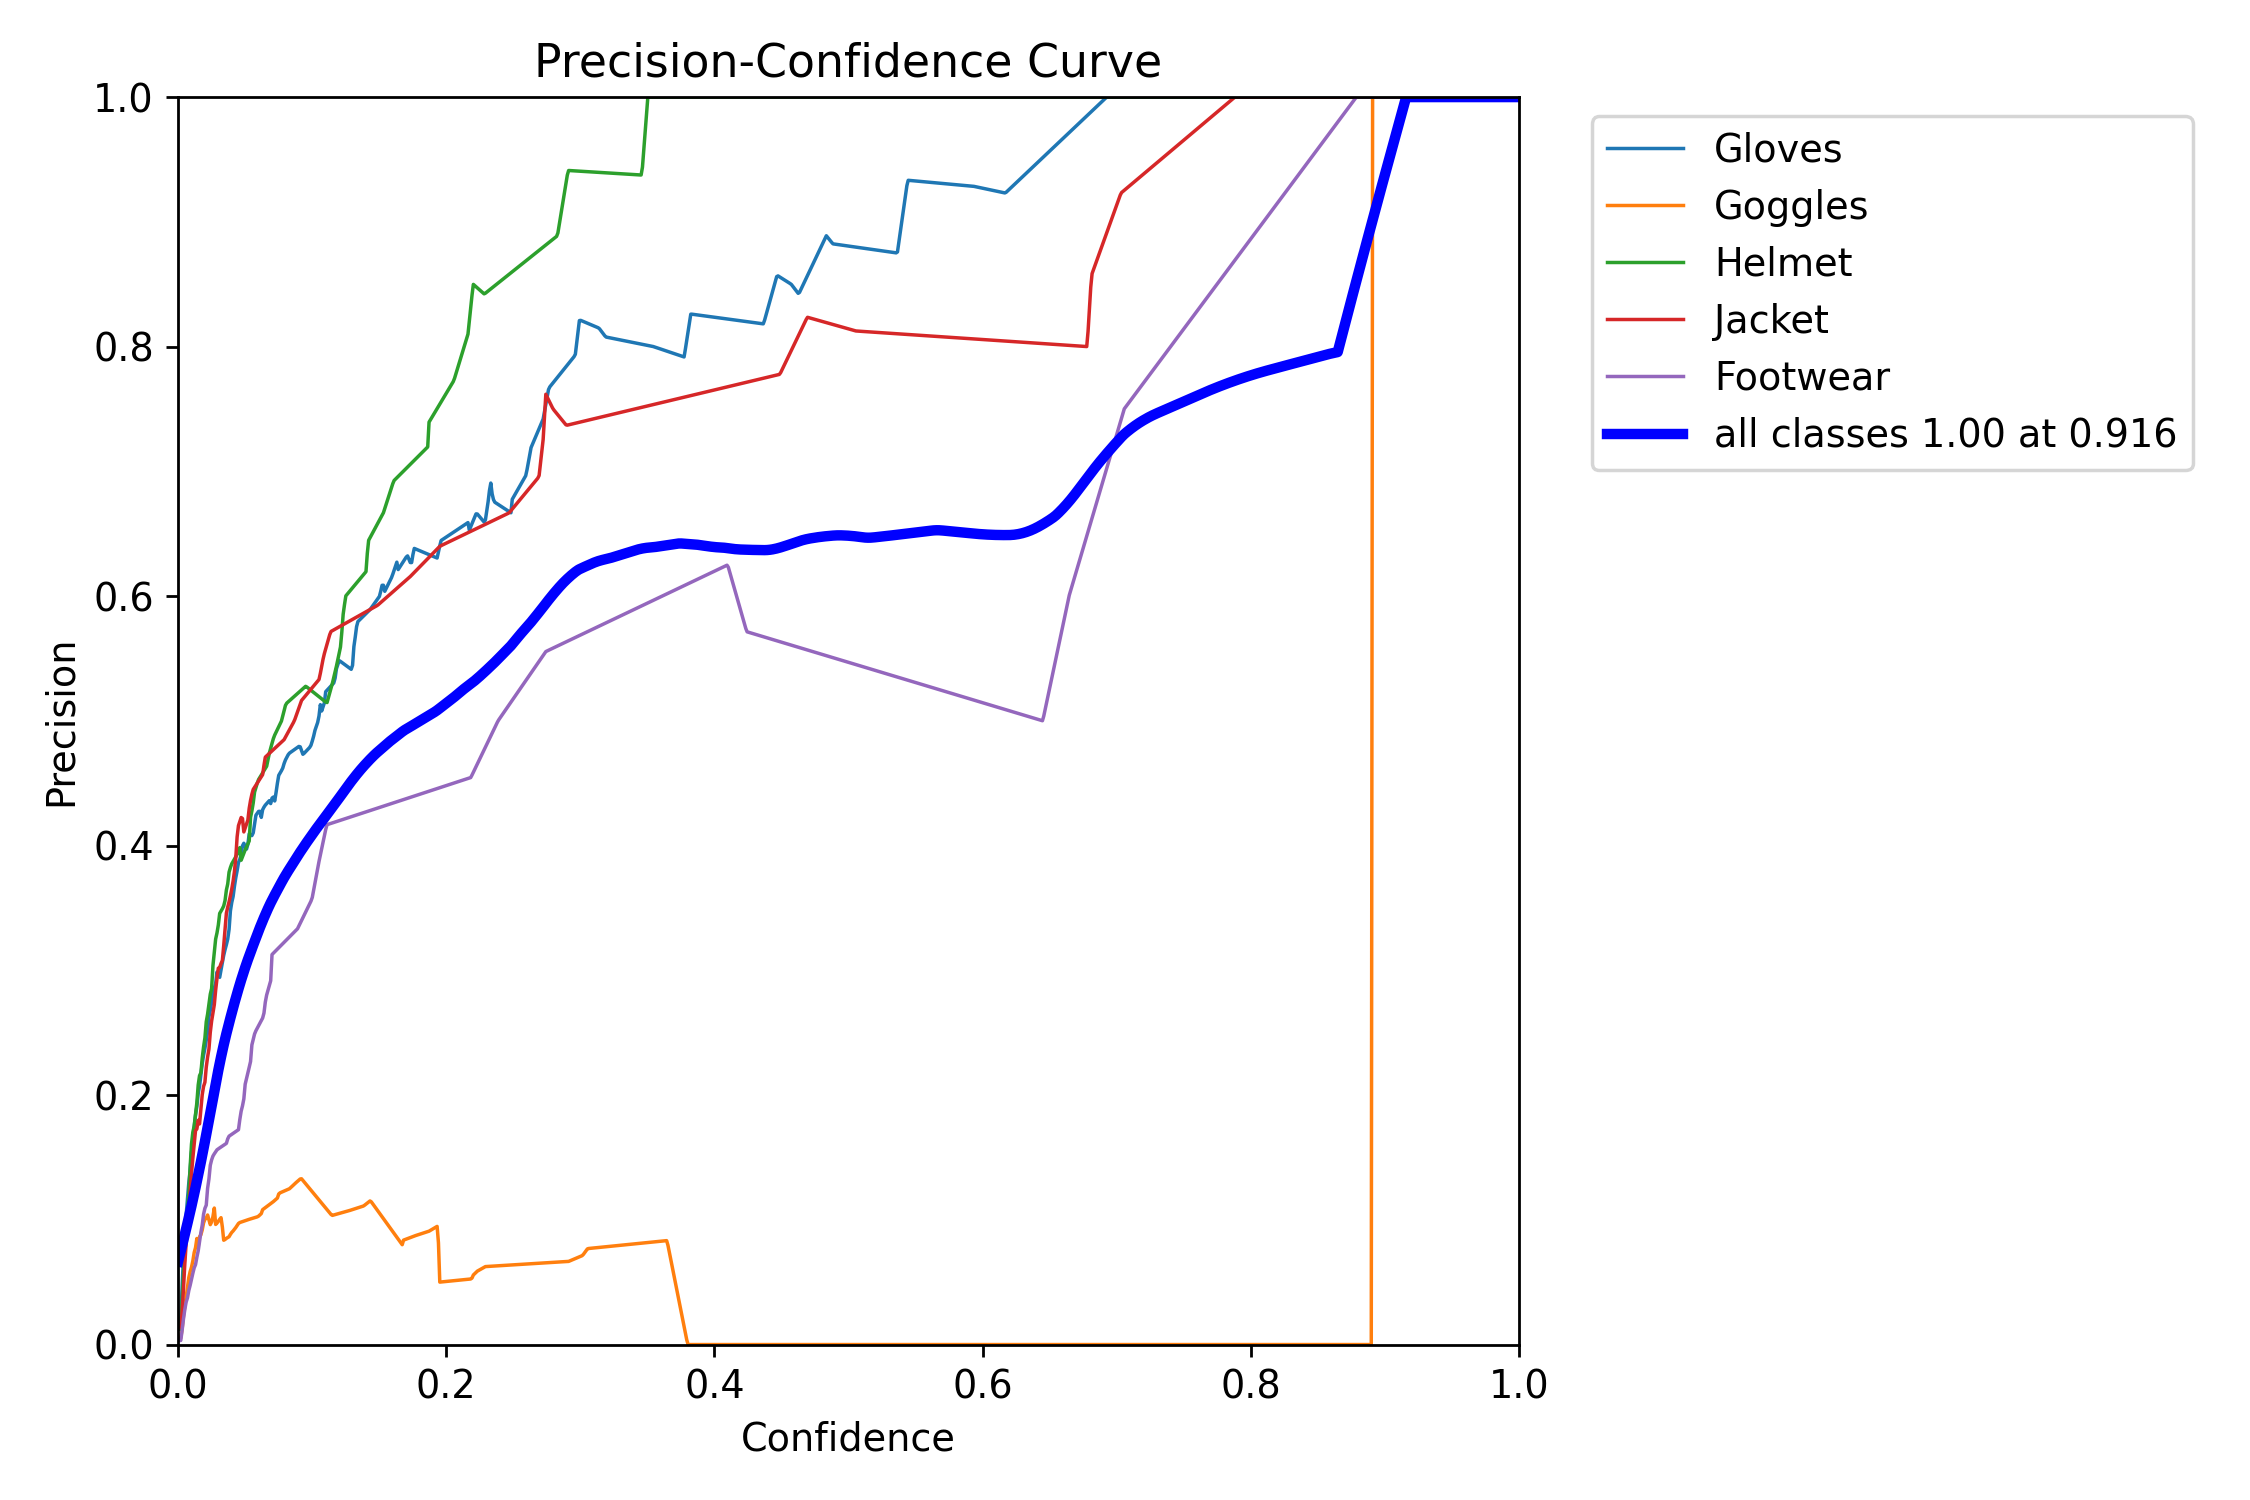 Precision-Confidence Curve
1.0
0.8
0.6
0.4
0.2
0.0
Precision
0.0 0.2 0.4 0.6 0.8 1.0
Confidence
Gloves
Goggles
Helmet
Jacket
Footwear
all classes 1.00 at 0.916